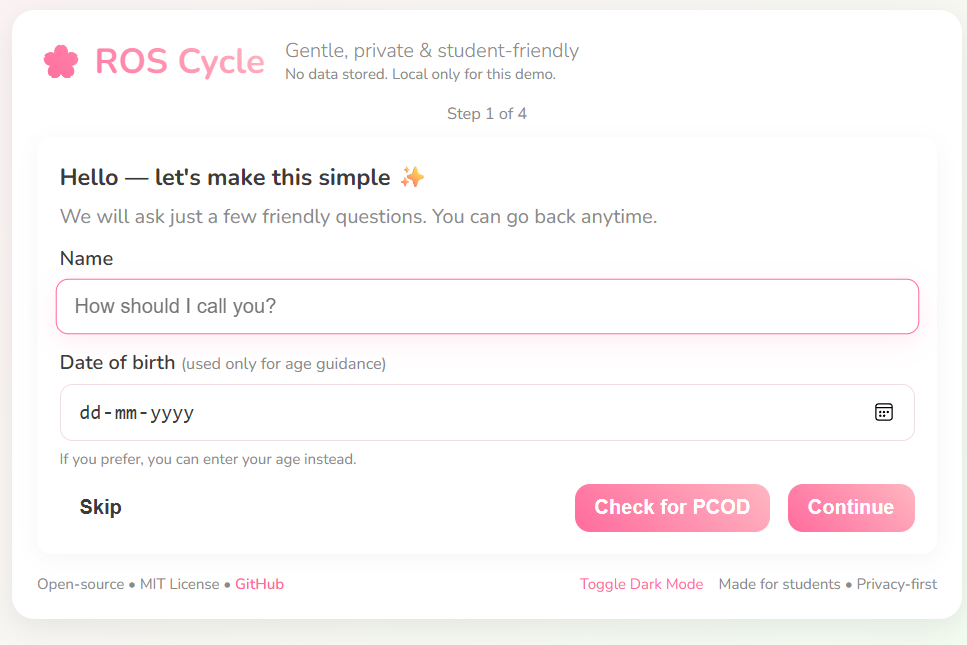 ROS Cycle
Gentle, private & student-friendly
No data stored. Local only for this demo.
Step 1 of 4
Hello — let's make this simple ✨
We will ask just a few friendly questions. You can go back anytime.
Name
How should I call you?
Date of birth (used only for age guidance)
dd-mm-yyyy
If you prefer, you can enter your age instead.
Skip Check for PCOD Continue
Open-source • MIT License • GitHub Toggle Dark Mode Made for students • Privacy-first